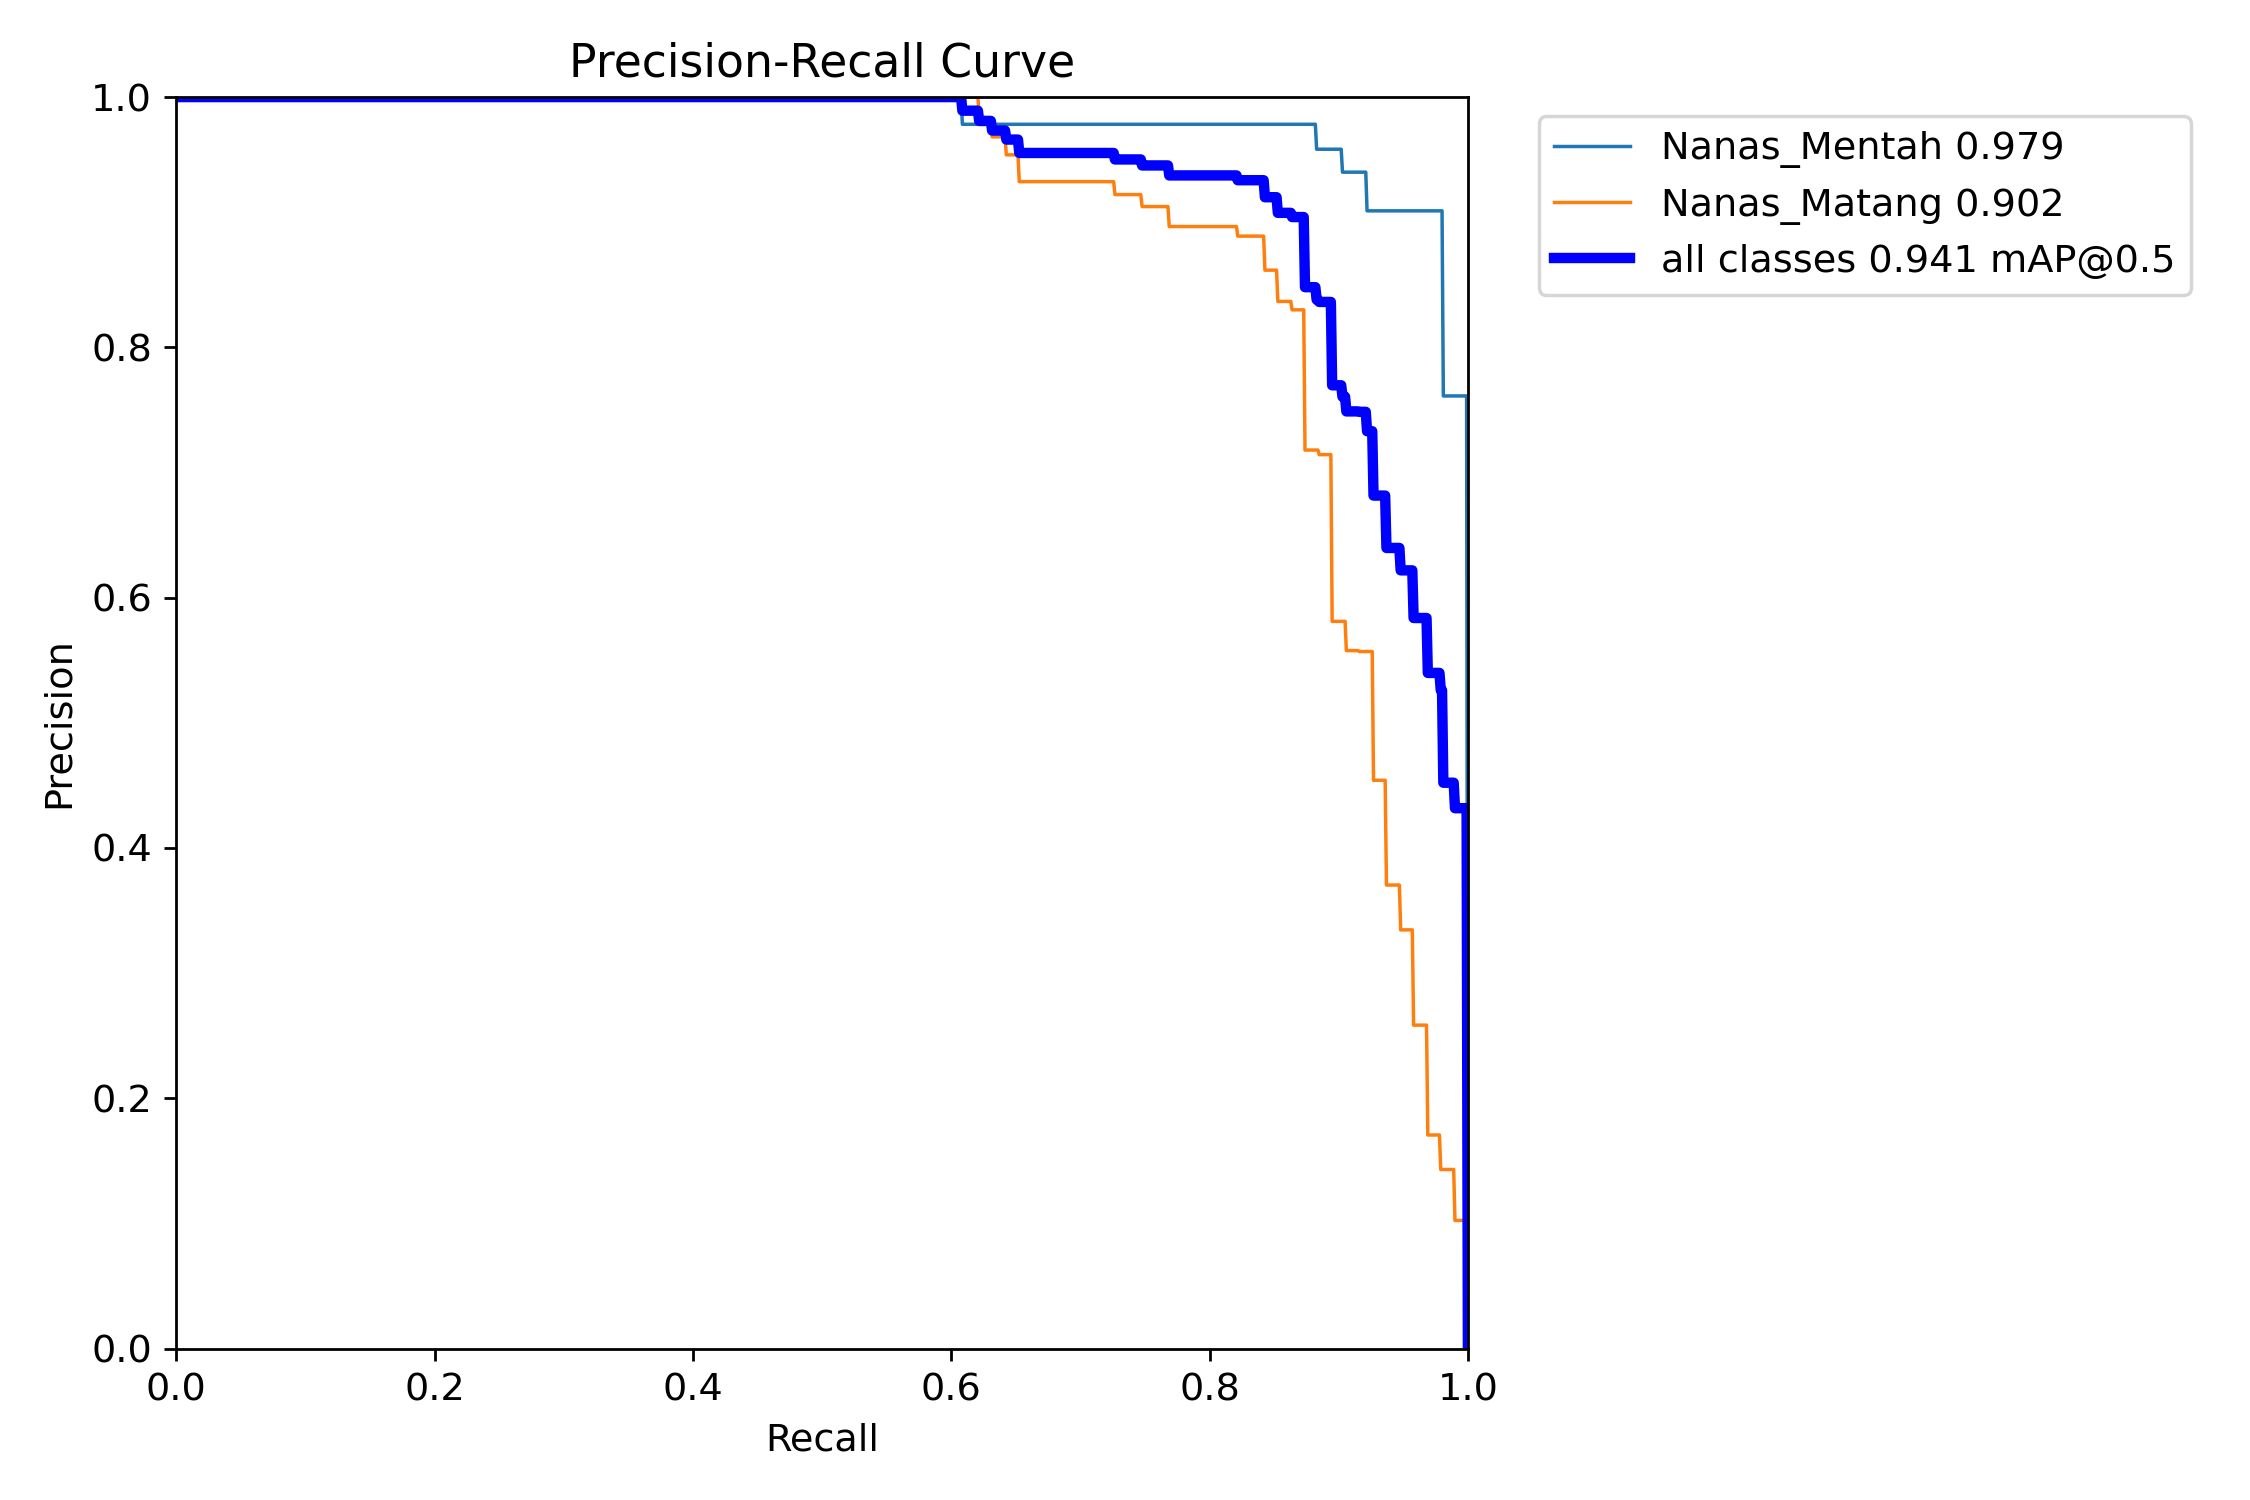 Precision-Recall Curve
1.0
0.8
0.6
0.4
0.2
0.0
Precision
0.0 0.2 0.4 0.6 0.8 1.0
Recall
Nanas_Mentah 0.979
Nanas_Matang 0.902
all classes 0.941 mAP@0.5